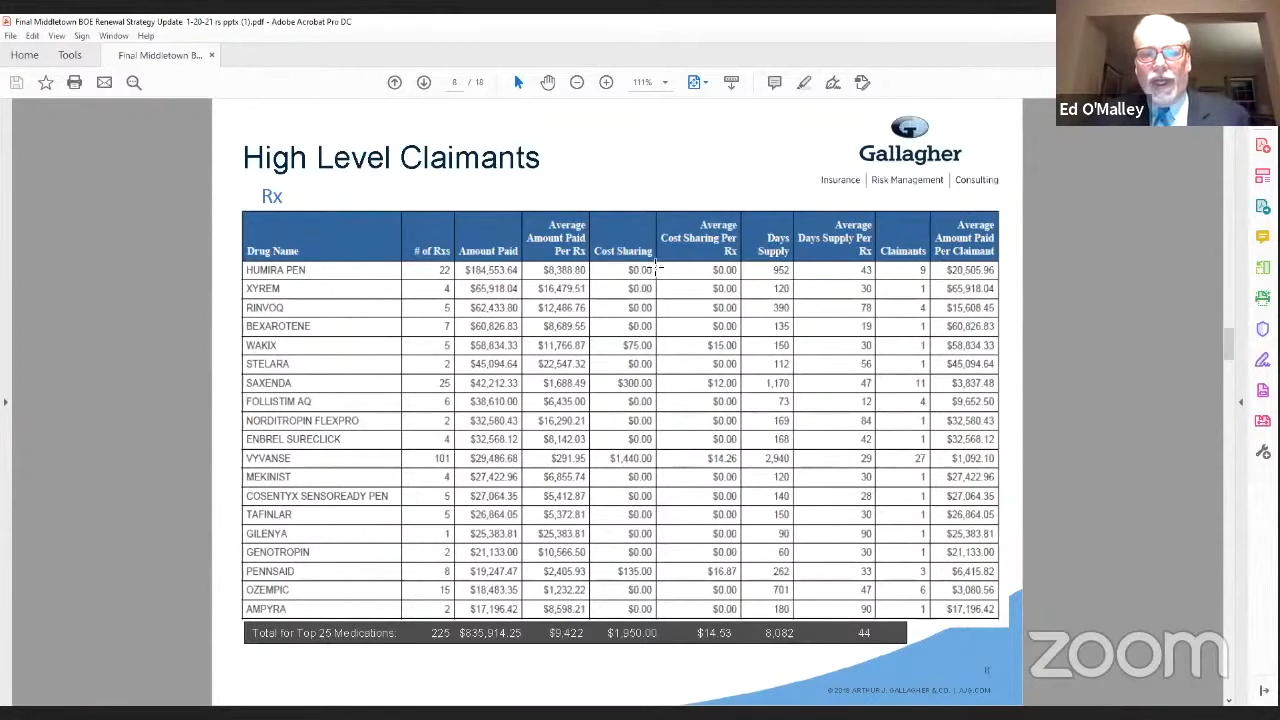 Final Middletown BOE Renewal Strategy Update 1-20-21 rs pptx (1).pdf - Adobe Acrobat Pro DC
File Edit View Sign Window Help
Home Tools Final Middletown B... ×
8 / 18 111%
Ed O'Malley
High Level Claimants
Rx
Gallagher
Insurance | Risk Management | Consulting
Drug Name # of Rxs Amount Paid Average Amount Paid Per Rx Cost Sharing Average Cost Sharing Per Rx Days Supply Average Days Supply Per Rx Claimants Average Amount Paid Per Claimant
HUMIRA PEN 22 $184,553.64 $8,388.80 $0.00 $0.00 952 43 9 $20,505.96
XYREM 4 $65,918.04 $16,479.51 $0.00 $0.00 120 30 1 $65,918.04
RINVOQ 5 $62,433.80 $12,486.76 $0.00 $0.00 390 78 4 $15,608.45
BEXAROTENE 7 $60,826.83 $8,689.55 $0.00 $0.00 135 19 1 $60,826.83
WAKIX 5 $58,834.33 $11,766.87 $75.00 $15.00 150 30 1 $58,834.33
STELARA 2 $45,094.64 $22,547.32 $0.00 $0.00 112 56 1 $45,094.64
SAXENDA 25 $42,212.33 $1,688.49 $300.00 $12.00 1,170 47 11 $3,837.48
FOLLISTIM AQ 6 $38,610.00 $6,435.00 $0.00 $0.00 73 12 4 $9,652.50
NORDITROPIN FLEXPRO 2 $32,580.43 $16,290.21 $0.00 $0.00 169 84 1 $32,580.43
ENBREL SURECLICK 4 $32,568.12 $8,142.03 $0.00 $0.00 168 42 1 $32,568.12
VYVANSE 101 $29,486.68 $291.95 $1,440.00 $14.26 2,940 29 27 $1,092.10
MEKINIST 4 $27,422.96 $6,855.74 $0.00 $0.00 120 30 1 $27,422.96
COSENTYX SENSOREADY PEN 5 $27,064.35 $5,412.87 $0.00 $0.00 140 28 1 $27,064.35
TAFINLAR 5 $26,864.05 $5,372.81 $0.00 $0.00 150 30 1 $26,864.05
GILENYA 1 $25,383.81 $25,383.81 $0.00 $0.00 90 90 1 $25,383.81
GENOTROPIN 2 $21,133.00 $10,566.50 $0.00 $0.00 60 30 1 $21,133.00
PENNSAID 8 $19,247.47 $2,405.93 $135.00 $16.87 262 33 3 $6,415.82
OZEMPIC 15 $18,483.35 $1,232.22 $0.00 $0.00 701 47 6 $3,080.56
AMPYRA 2 $17,196.42 $8,598.21 $0.00 $0.00 180 90 1 $17,196.42
Total for Top 25 Medications: 225 $835,914.25 $9,422 $1,950.00 $14.53 8,082 44
8
© 2018 ARTHUR J. GALLAGHER & CO. | AJG.COM
zoom